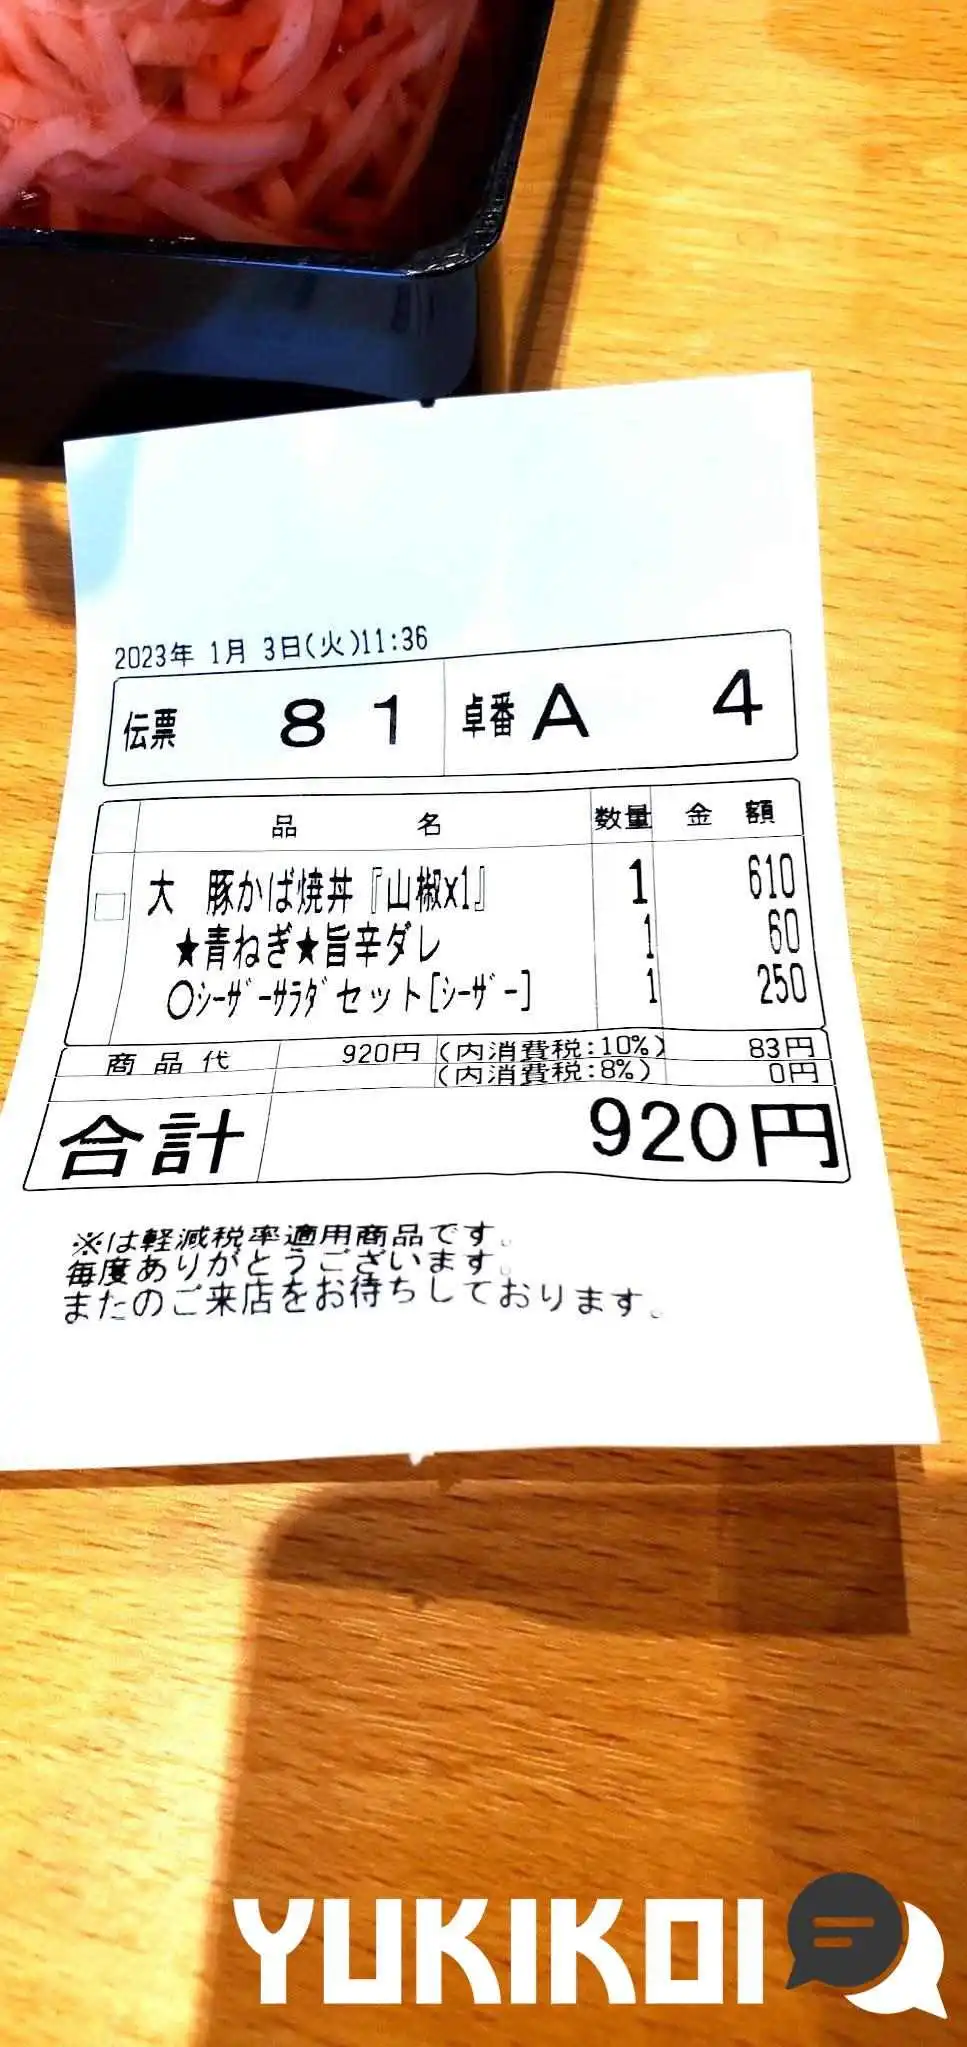 2023年 1月 3日(火)11:36
伝票 81 卓番 A 4
品名 数量 金額
大 豚かば焼丼『山椒x1』 1 610
★青ねぎ★旨辛ダレ 1 60
○ｼｰｻﾞｰｻﾗﾀﾞセット[ｼｰｻﾞｰ] 1 250
商品代 920円 (内消費税:10%) 83円
(内消費税:8%) 0円
合計 920円
※は軽減税率適用商品です。
毎度ありがとうございます。
またのご来店をお待ちしております。
YUKIKOI